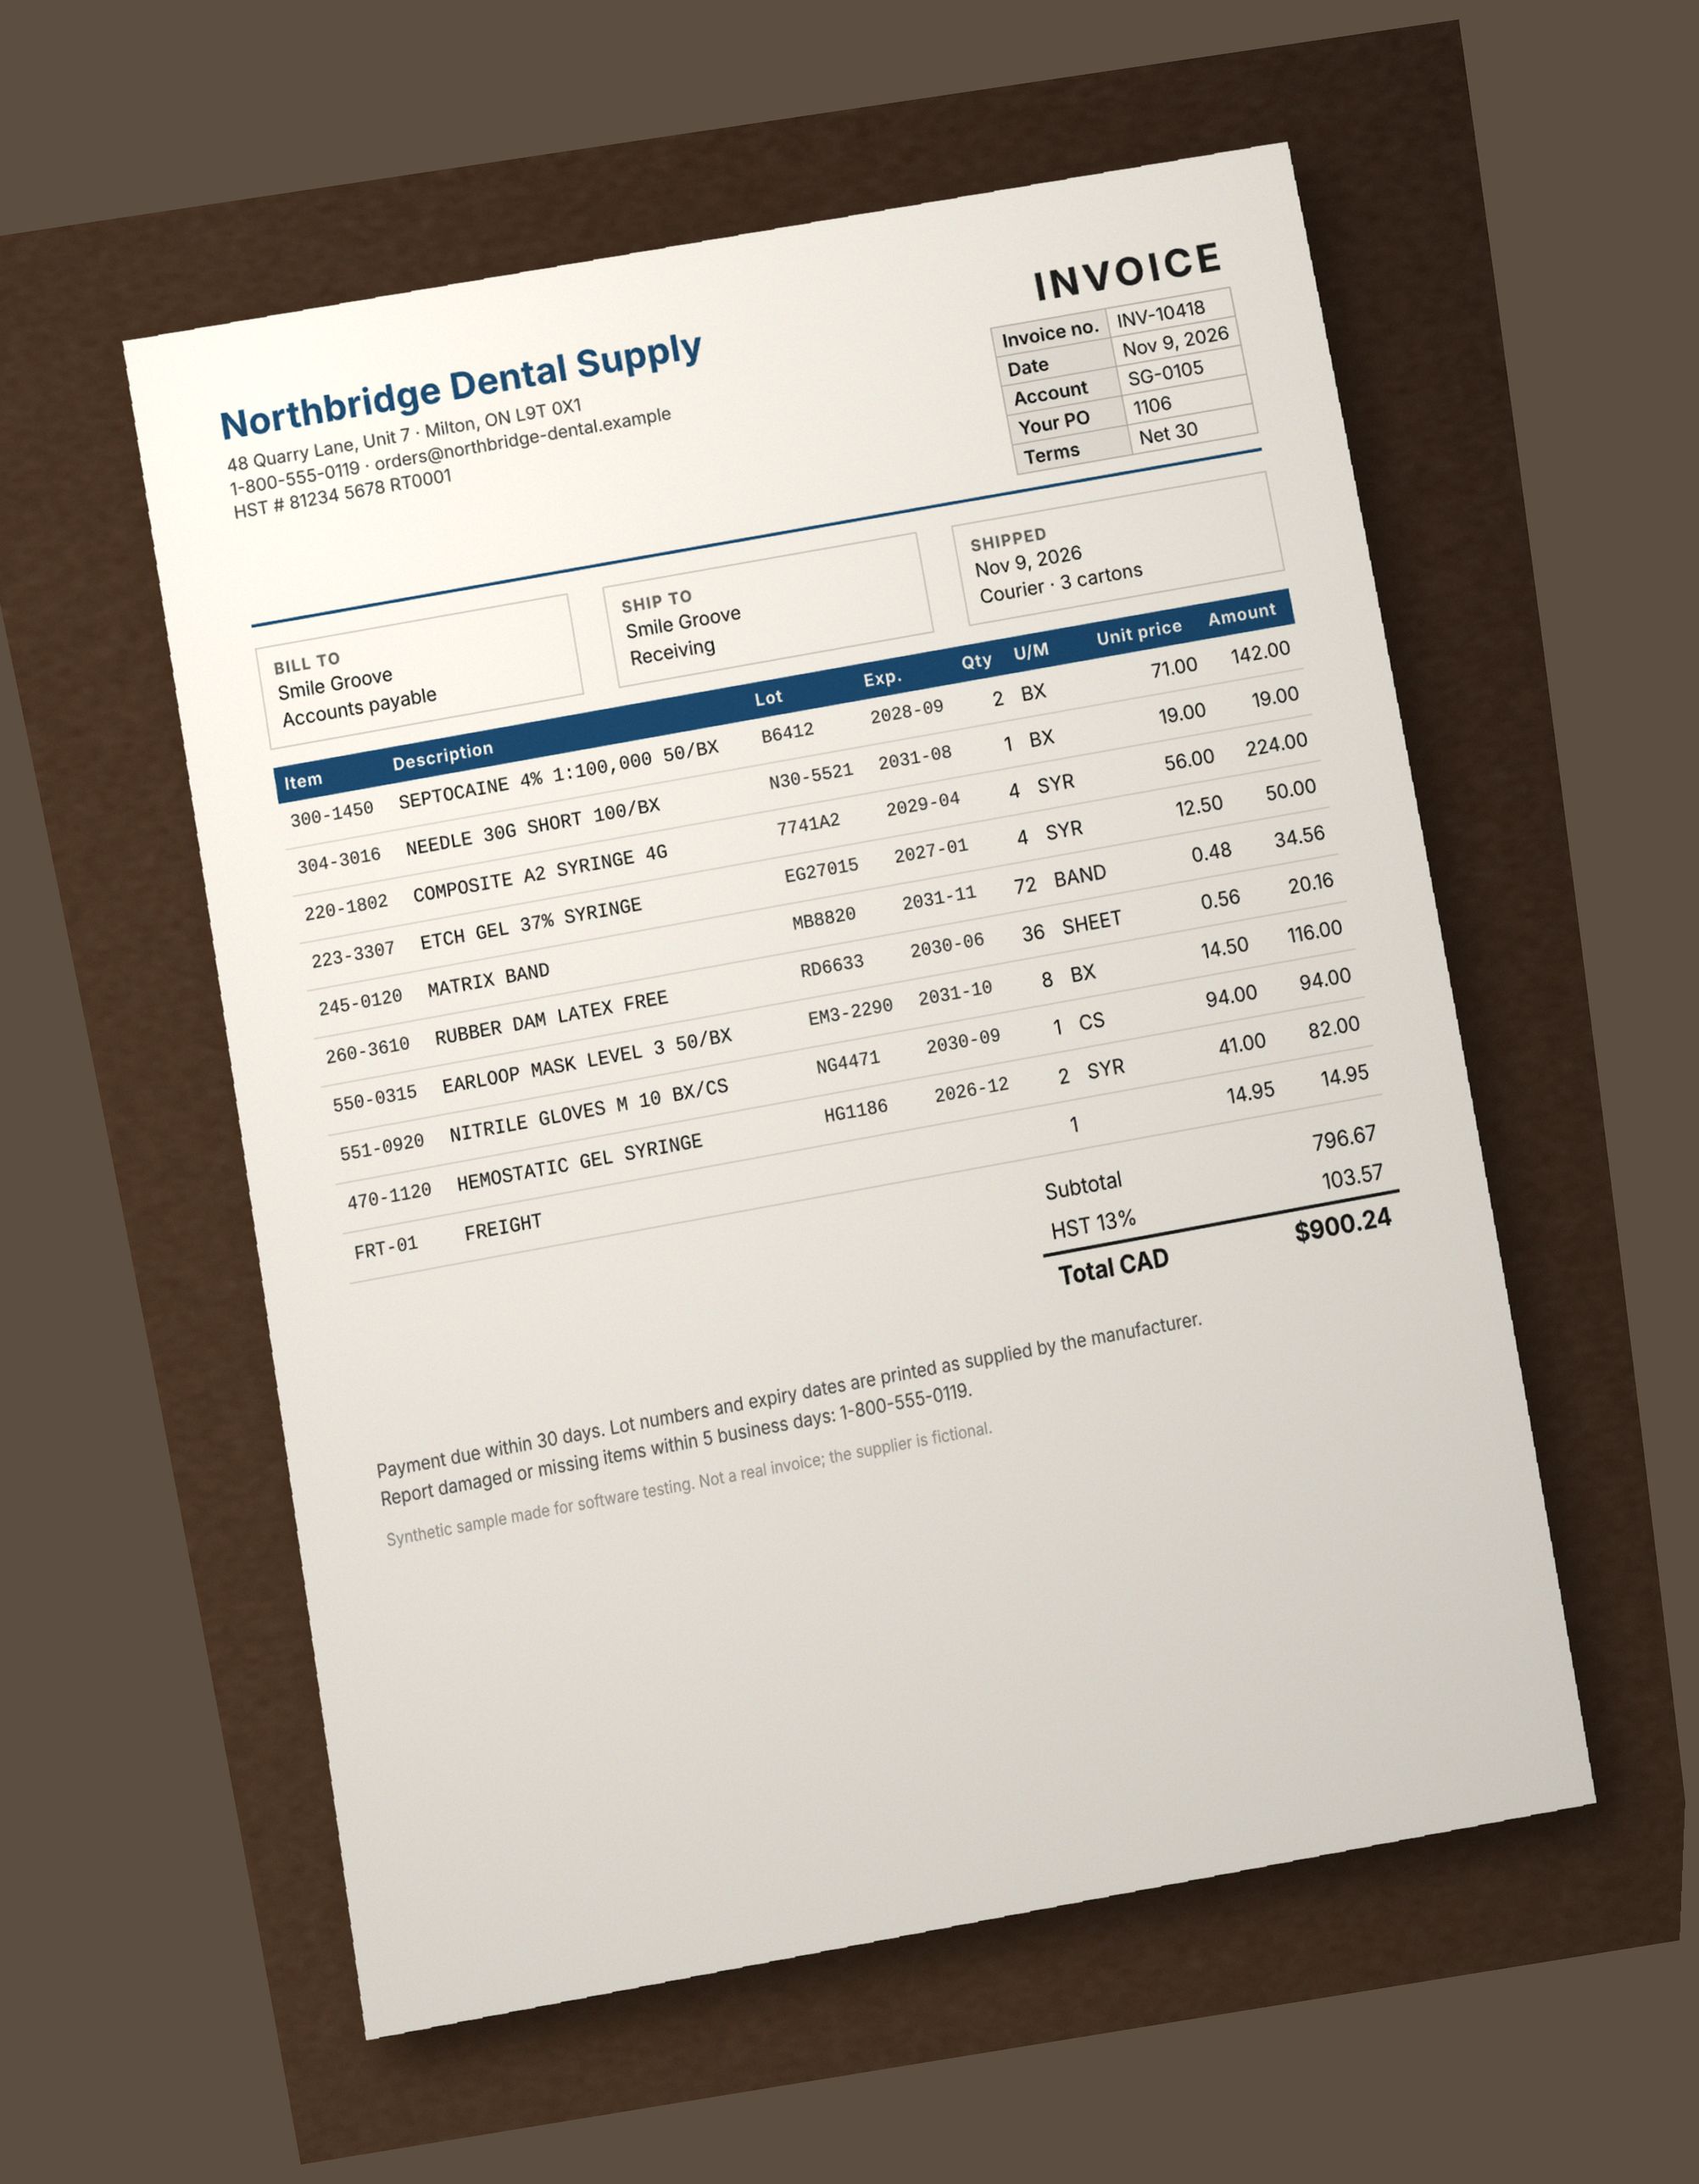 INVOICE
Northbridge Dental Supply
48 Quarry Lane, Unit 7 · Milton, ON L9T 0X1
1-800-555-0119 · orders@northbridge-dental.example
HST # 81234 5678 RT0001
Invoice no. INV-10418
Date Nov 9, 2026
Account SG-0105
Your PO 1106
Terms Net 30
BILL TO
Smile Groove
Accounts payable
SHIP TO
Smile Groove
Receiving
SHIPPED
Nov 9, 2026
Courier · 3 cartons
Item Description Lot Exp. Qty U/M Unit price Amount
300-1450 SEPTOCAINE 4% 1:100,000 50/BX B6412 2028-09 2 BX 71.00 142.00
304-3016 NEEDLE 30G SHORT 100/BX N30-5521 2031-08 1 BX 19.00 19.00
220-1802 COMPOSITE A2 SYRINGE 4G 7741A2 2029-04 4 SYR 56.00 224.00
223-3307 ETCH GEL 37% SYRINGE EG27015 2027-01 4 SYR 12.50 50.00
245-0120 MATRIX BAND MB8820 2031-11 72 BAND 0.48 34.56
260-3610 RUBBER DAM LATEX FREE RD6633 2030-06 36 SHEET 0.56 20.16
550-0315 EARLOOP MASK LEVEL 3 50/BX EM3-2290 2031-10 8 BX 14.50 116.00
551-0920 NITRILE GLOVES M 10 BX/CS NG4471 2030-09 1 CS 94.00 94.00
470-1120 HEMOSTATIC GEL SYRINGE HG1186 2026-12 2 SYR 41.00 82.00
FRT-01 FREIGHT 1 14.95 14.95
Subtotal 796.67
HST 13% 103.57
Total CAD $900.24
Payment due within 30 days. Lot numbers and expiry dates are printed as supplied by the manufacturer.
Report damaged or missing items within 5 business days: 1-800-555-0119.
Synthetic sample made for software testing. Not a real invoice; the supplier is fictional.